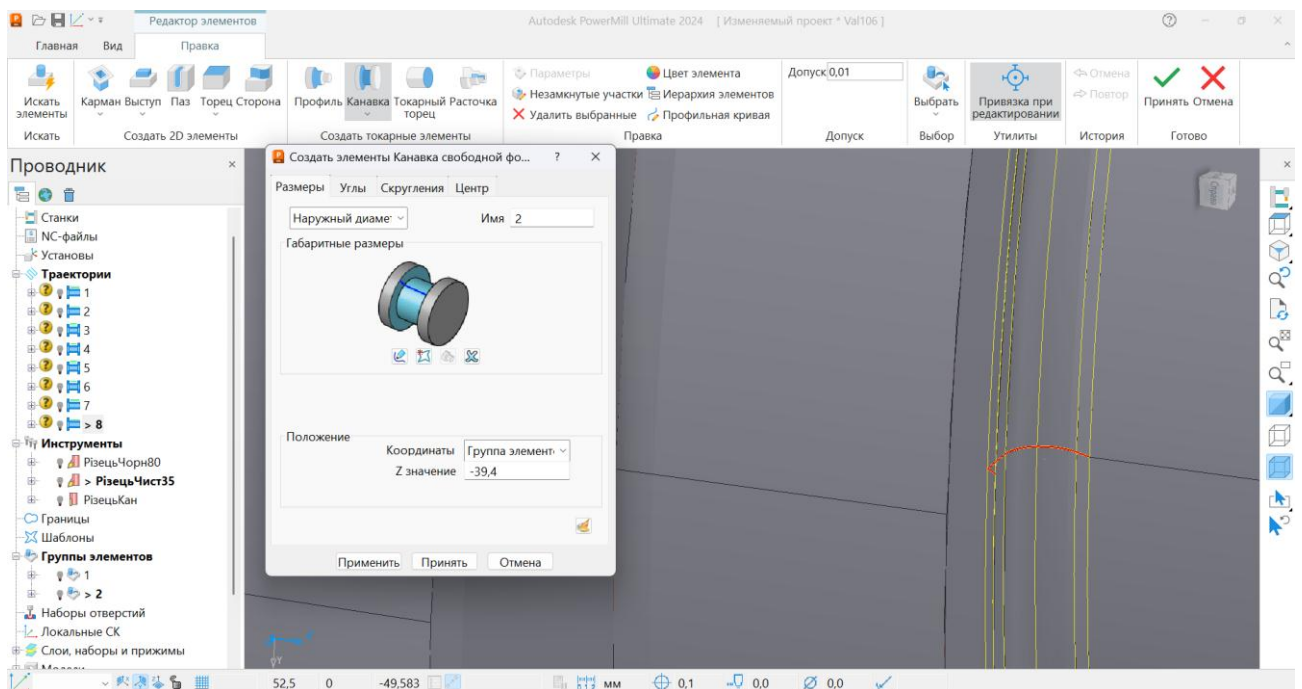 Редактор элементов
Autodesk PowerMill Ultimate 2024 [ Изменяемый проект * Val106 ]
Главная Вид Правка
Искать элементы
Карман Выступ Паз Торец Сторона
Профиль Канавка Токарный торец Расточка
Параметры
Незамкнутые участки
Удалить выбранные
Цвет элемента
Иерархия элементов
Профильная кривая
Допуск 0,01
Выбрать
Привязка при редактировании
Отмена
Повтор
Принять Отмена
Искать Создать 2D элементы Создать токарные элементы Правка Допуск Выбор Утилиты История Готово
Проводник
Станки
NC-файлы
Установы
Траектории
1
2
3
4
5
6
7
> 8
Инструменты
РізецьЧорн80
> РізецьЧист35
РізецьКан
Границы
Шаблоны
Группы элементов
1
> 2
Наборы отверстий
Локальные СК
Слои, наборы и прижимы
Создать элементы Канавка свободной фо... ?
Размеры Углы Скругления Центр
Наружный диаме Имя 2
Габаритные размеры
Положение
Координаты Группа элемент
Z значение -39,4
Применить Принять Отмена
52,5 0 -49,583 мм 0,1 0,0 0,0